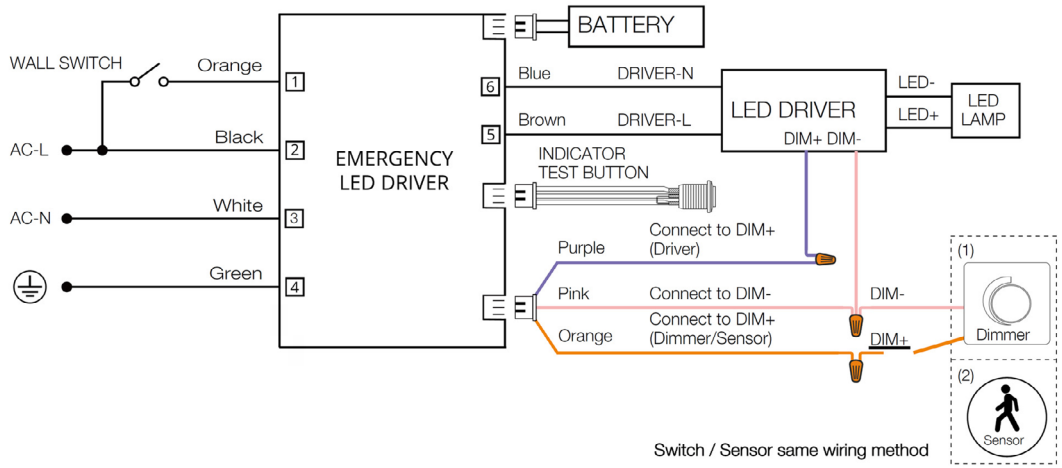 BATTERY
WALL SWITCH
Orange
1
6
Blue
DRIVER-N
LED DRIVER
DIM+ DIM-
LED-
LED+
LED
LAMP
5
Brown
DRIVER-L
AC-L
Black
2
EMERGENCY
LED DRIVER
INDICATOR
TEST BUTTON
AC-N
White
3
Green
4
Purple
Connect to DIM+
(Driver)
Pink
Connect to DIM-
DIM-
Orange
Connect to DIM+
(Dimmer/Sensor)
DIM+
(1)
Dimmer
(2)
Sensor
Switch / Sensor same wiring method